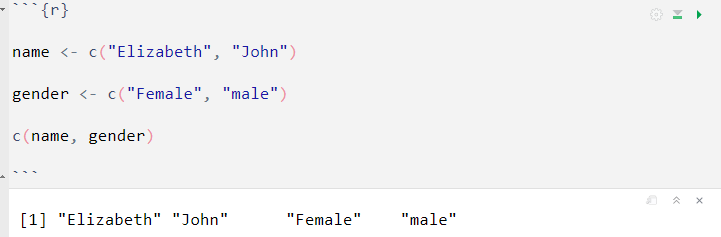 ```{r}
name <- c("Elizabeth", "John")
gender <- c("Female", "male")
c(name, gender)
```
[1] "Elizabeth" "John"      "Female"    "male"